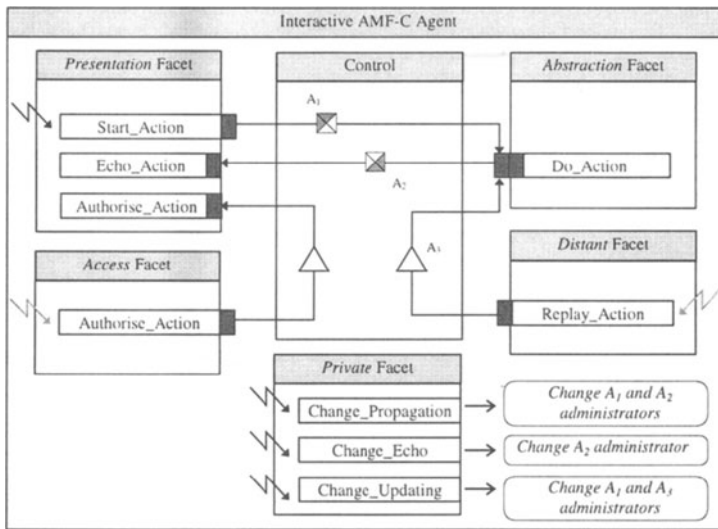 Interactive AMF-C Agent
Presentation Facet
Start_Action
Echo_Action
Authorise_Action
Access Facet
Authorise_Action
Control
A1
A2
A3
Abstraction Facet
Do_Action
Distant Facet
Replay_Action
Private Facet
Change_Propagation
Change A1 and A2
administrators
Change_Echo
Change A2 administrator
Change_Updating
Change A1 and A3
administrators